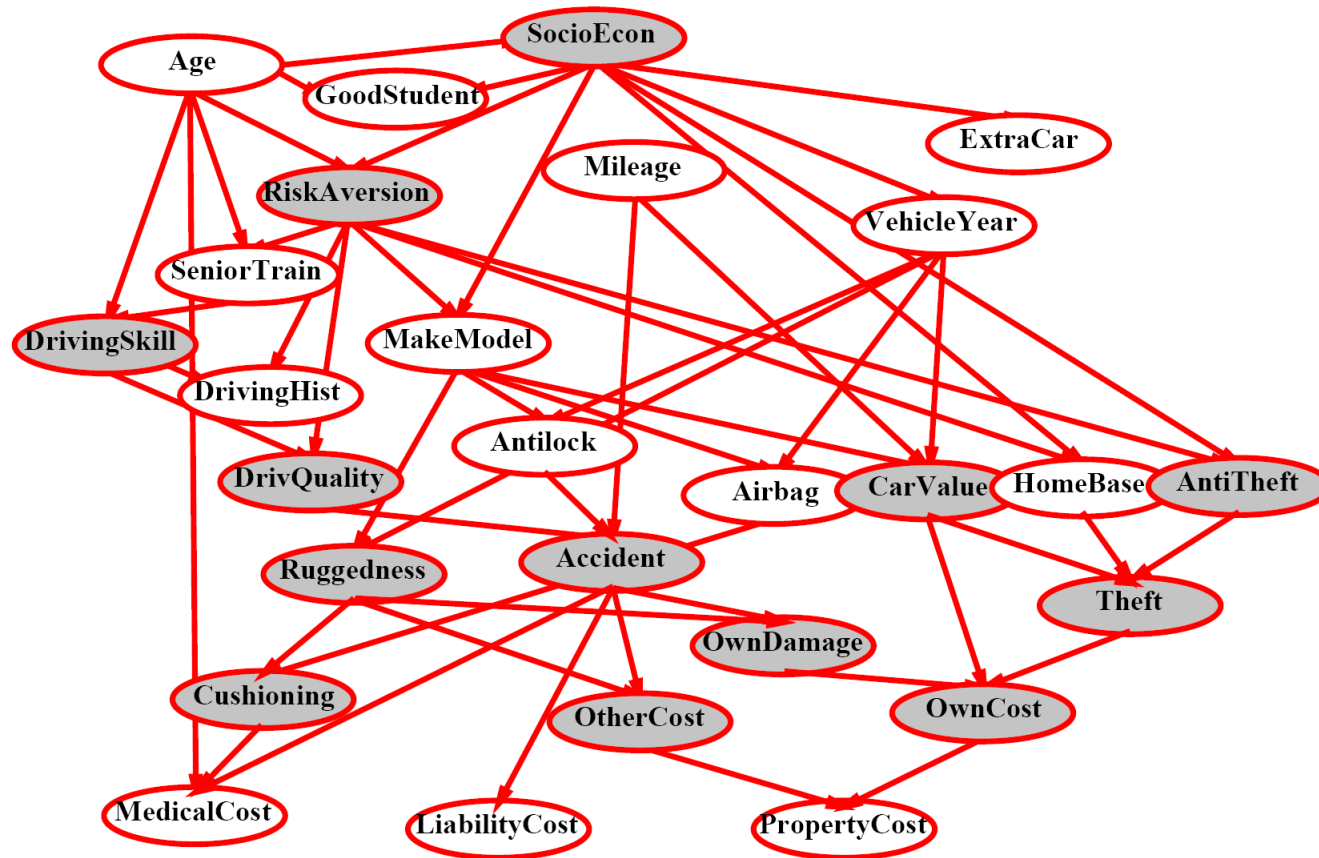 SocioEcon
Age
GoodStudent
ExtraCar
Mileage
RiskAversion
VehicleYear
SeniorTrain
DrivingSkill
MakeModel
DrivingHist
Antilock
DrivQuality
Airbag
CarValue
HomeBase
AntiTheft
Ruggedness
Accident
Theft
OwnDamage
Cushioning
OtherCost
OwnCost
MedicalCost
LiabilityCost
PropertyCost